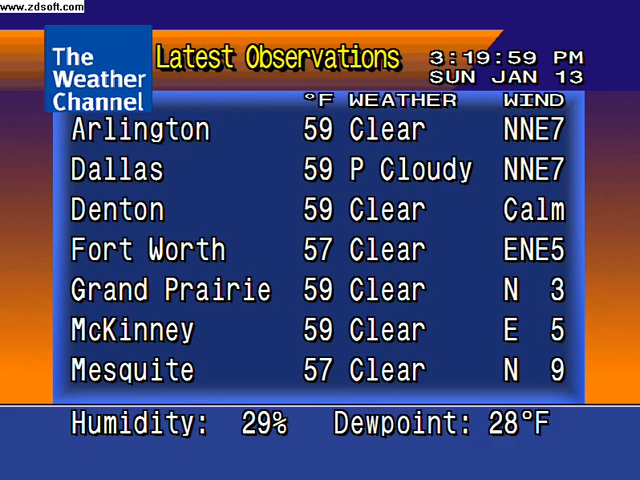 www.zdsoft.com
The Weather Channel
Latest Observations
3:19:59 PM
SUN JAN 13
°F WEATHER WIND
Arlington 59 Clear NNE7
Dallas 59 P Cloudy NNE7
Denton 59 Clear Calm
Fort Worth 57 Clear ENE5
Grand Prairie 59 Clear N 3
McKinney 59 Clear E 5
Mesquite 57 Clear N 9
Humidity: 29% Dewpoint: 28°F